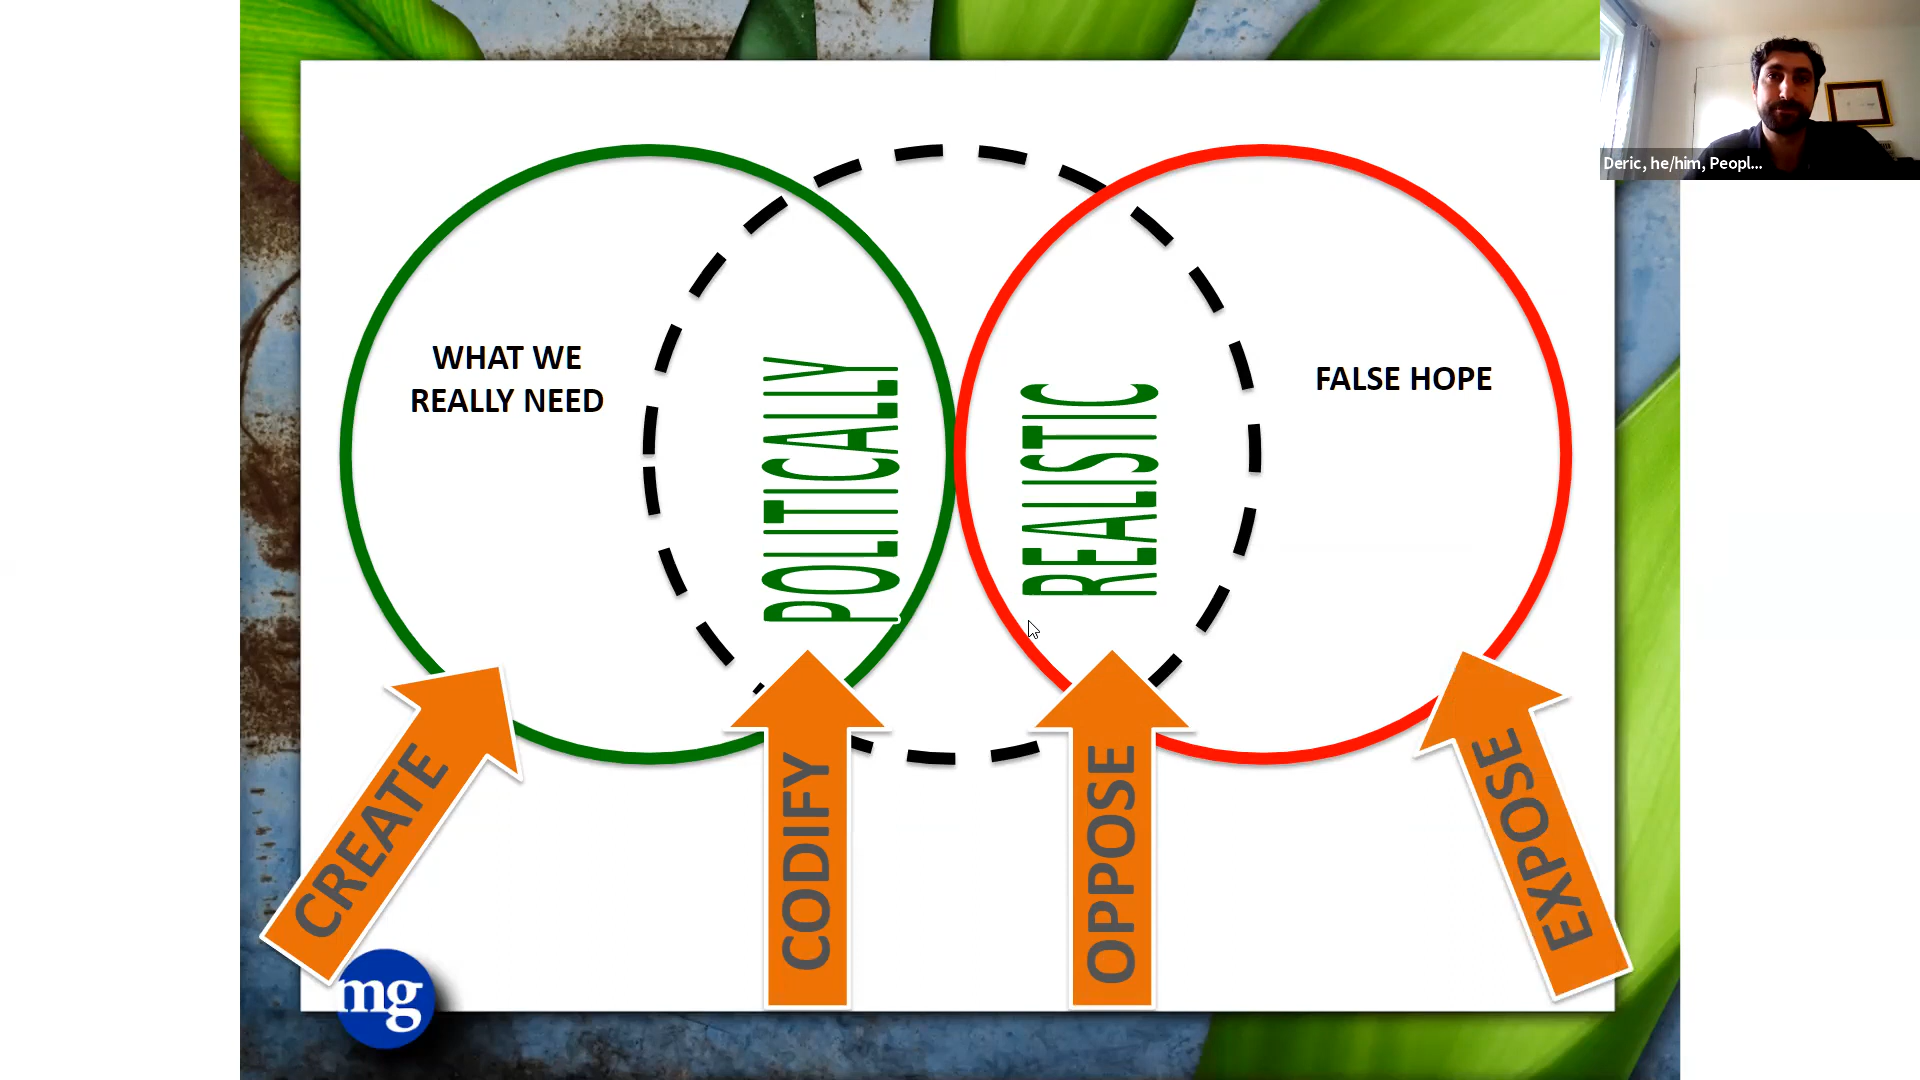 Deric, he/him, Peopl...
WHAT WE
REALLY NEED
POLITICALLY
REALISTIC
FALSE HOPE
CREATE
CODIFY
OPPOSE
EXPOSE
mg